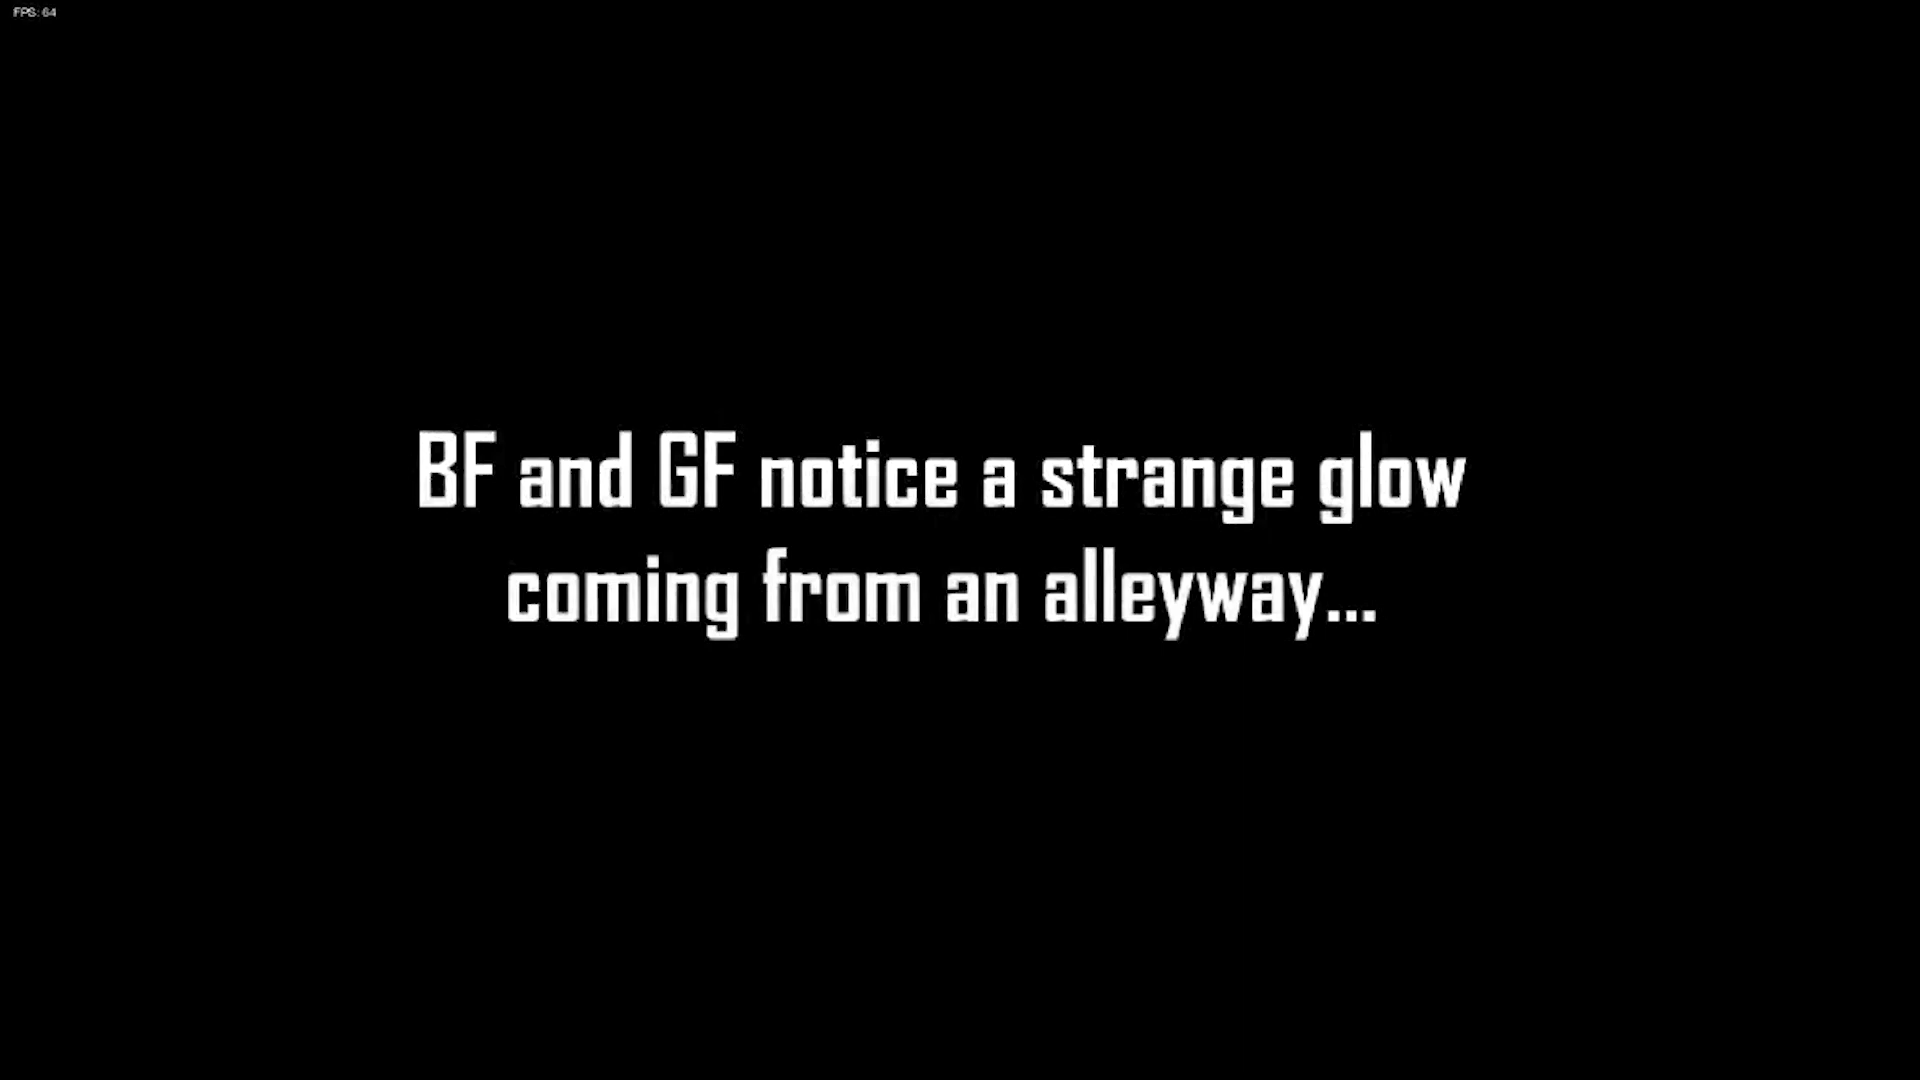 FPS: 64
BF and GF notice a strange glow
coming from an alleyway...